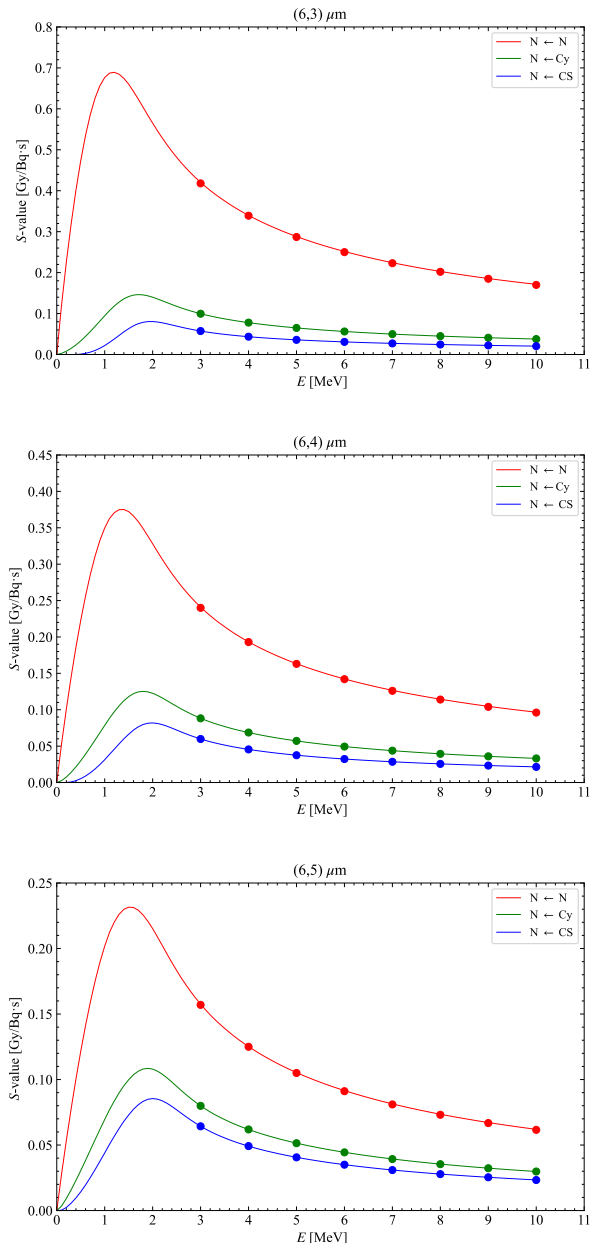 (6,3) μm
0.8
0.7
0.6
0.5
0.4
0.3
0.2
0.1
0.0
S-value [Gy/Bq·s]
N ← N
N ←Cy
N ← CS
0 1 2 3 4 5 6 7 8 9 10 11
E [MeV]
(6,4) μm
0.45
0.40
0.35
0.30
0.25
0.20
0.15
0.10
0.05
0.00
S-value [Gy/Bq·s]
N ← N
N ←Cy
N ← CS
0 1 2 3 4 5 6 7 8 9 10 11
E [MeV]
(6,5) μm
0.25
0.20
0.15
0.10
0.05
0.00
S-value [Gy/Bq·s]
N ← N
N ← Cy
N ← CS
0 1 2 3 4 5 6 7 8 9 10 11
E [MeV]